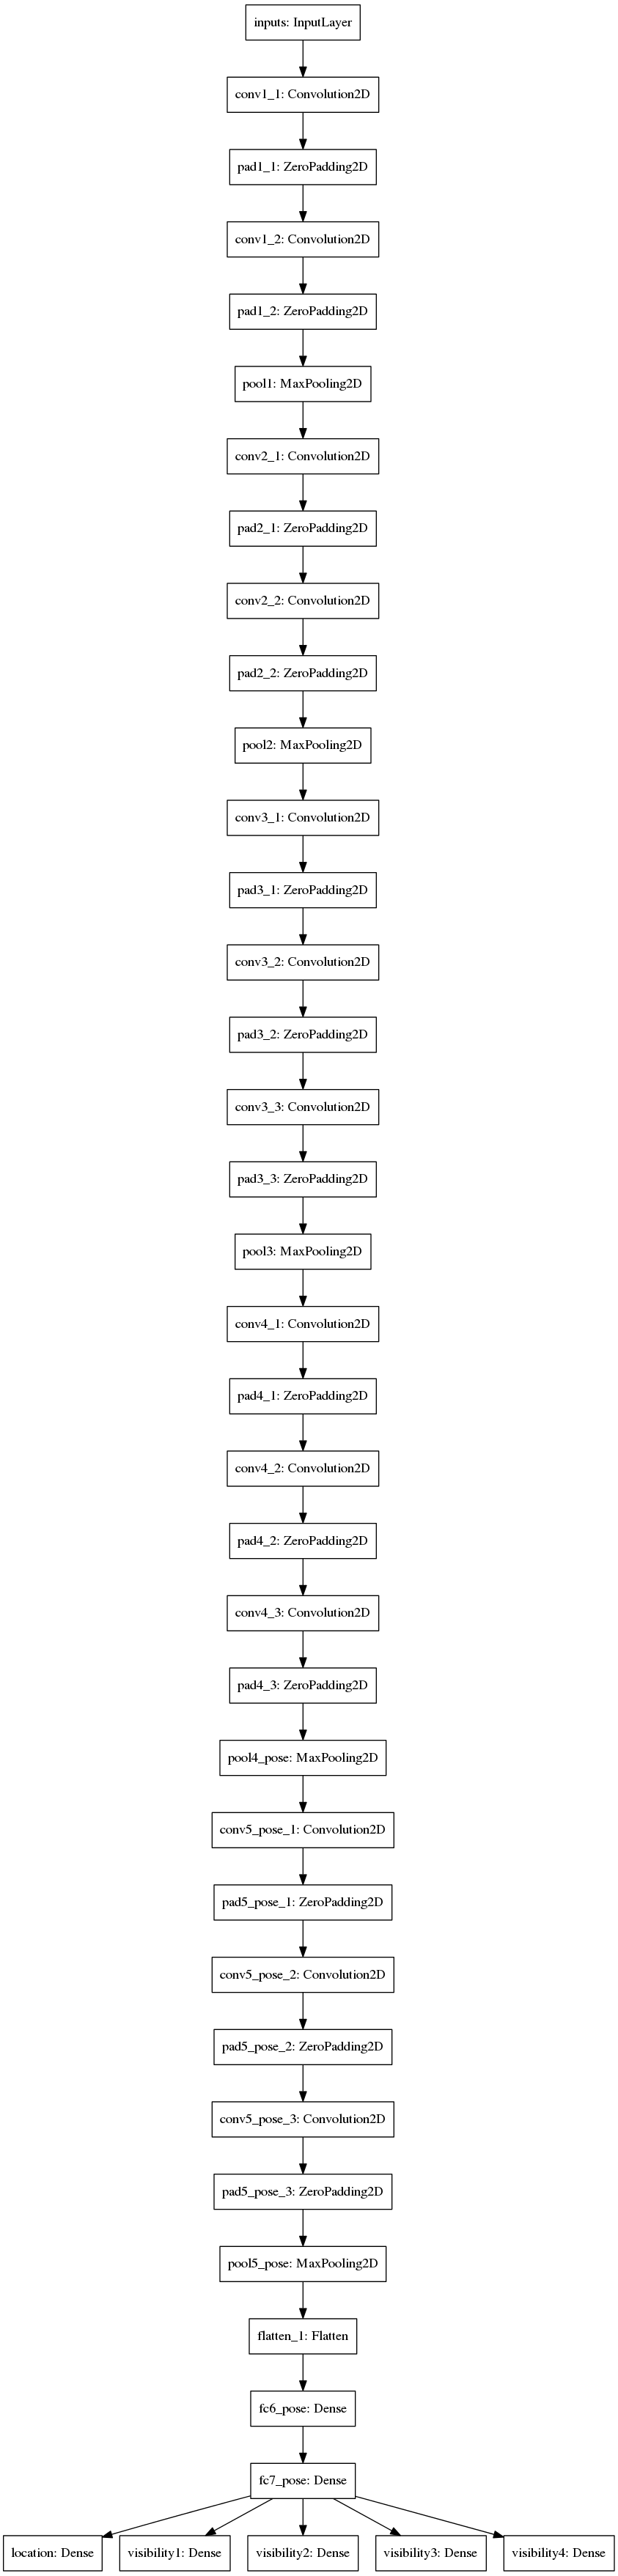 inputs: InputLayer
conv1_1: Convolution2D
pad1_1: ZeroPadding2D
conv1_2: Convolution2D
pad1_2: ZeroPadding2D
pool1: MaxPooling2D
conv2_1: Convolution2D
pad2_1: ZeroPadding2D
conv2_2: Convolution2D
pad2_2: ZeroPadding2D
pool2: MaxPooling2D
conv3_1: Convolution2D
pad3_1: ZeroPadding2D
conv3_2: Convolution2D
pad3_2: ZeroPadding2D
conv3_3: Convolution2D
pad3_3: ZeroPadding2D
pool3: MaxPooling2D
conv4_1: Convolution2D
pad4_1: ZeroPadding2D
conv4_2: Convolution2D
pad4_2: ZeroPadding2D
conv4_3: Convolution2D
pad4_3: ZeroPadding2D
pool4_pose: MaxPooling2D
conv5_pose_1: Convolution2D
pad5_pose_1: ZeroPadding2D
conv5_pose_2: Convolution2D
pad5_pose_2: ZeroPadding2D
conv5_pose_3: Convolution2D
pad5_pose_3: ZeroPadding2D
pool5_pose: MaxPooling2D
flatten_1: Flatten
fc6_pose: Dense
fc7_pose: Dense
location: Dense
visibility1: Dense
visibility2: Dense
visibility3: Dense
visibility4: Dense